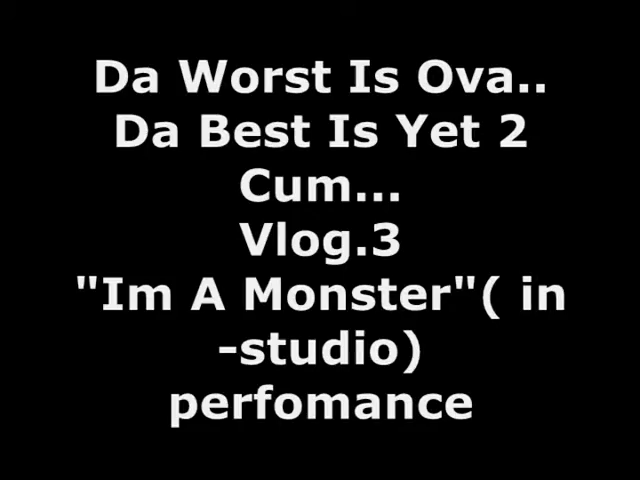 Da Worst Is Ova..
Da Best Is Yet 2
Cum...
Vlog.3
"Im A Monster"( in
-studio)
perfomance